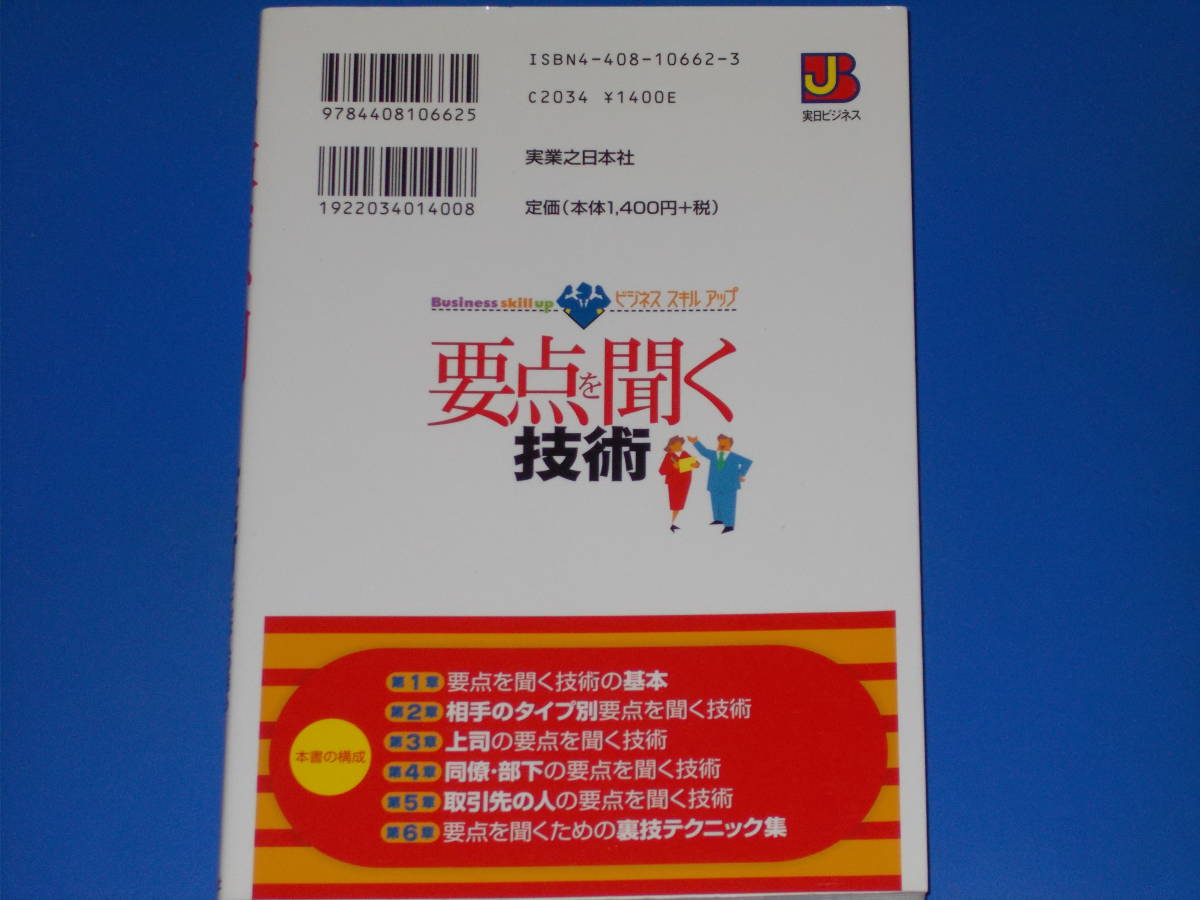 ISBN4-408-10662-3
C2034 ¥1400E
9784408106625
JB
実日ビジネス
実業之日本社
1922034014008
定価(本体1,400円+税)
Business skill up ビジネス スキル アップ
要点を聞く
技術
本書の構成
第1章 要点を聞く技術の基本
第2章 相手のタイプ別要点を聞く技術
第3章 上司の要点を聞く技術
第4章 同僚・部下の要点を聞く技術
第5章 取引先の人の要点を聞く技術
第6章 要点を聞くための裏技テクニック集